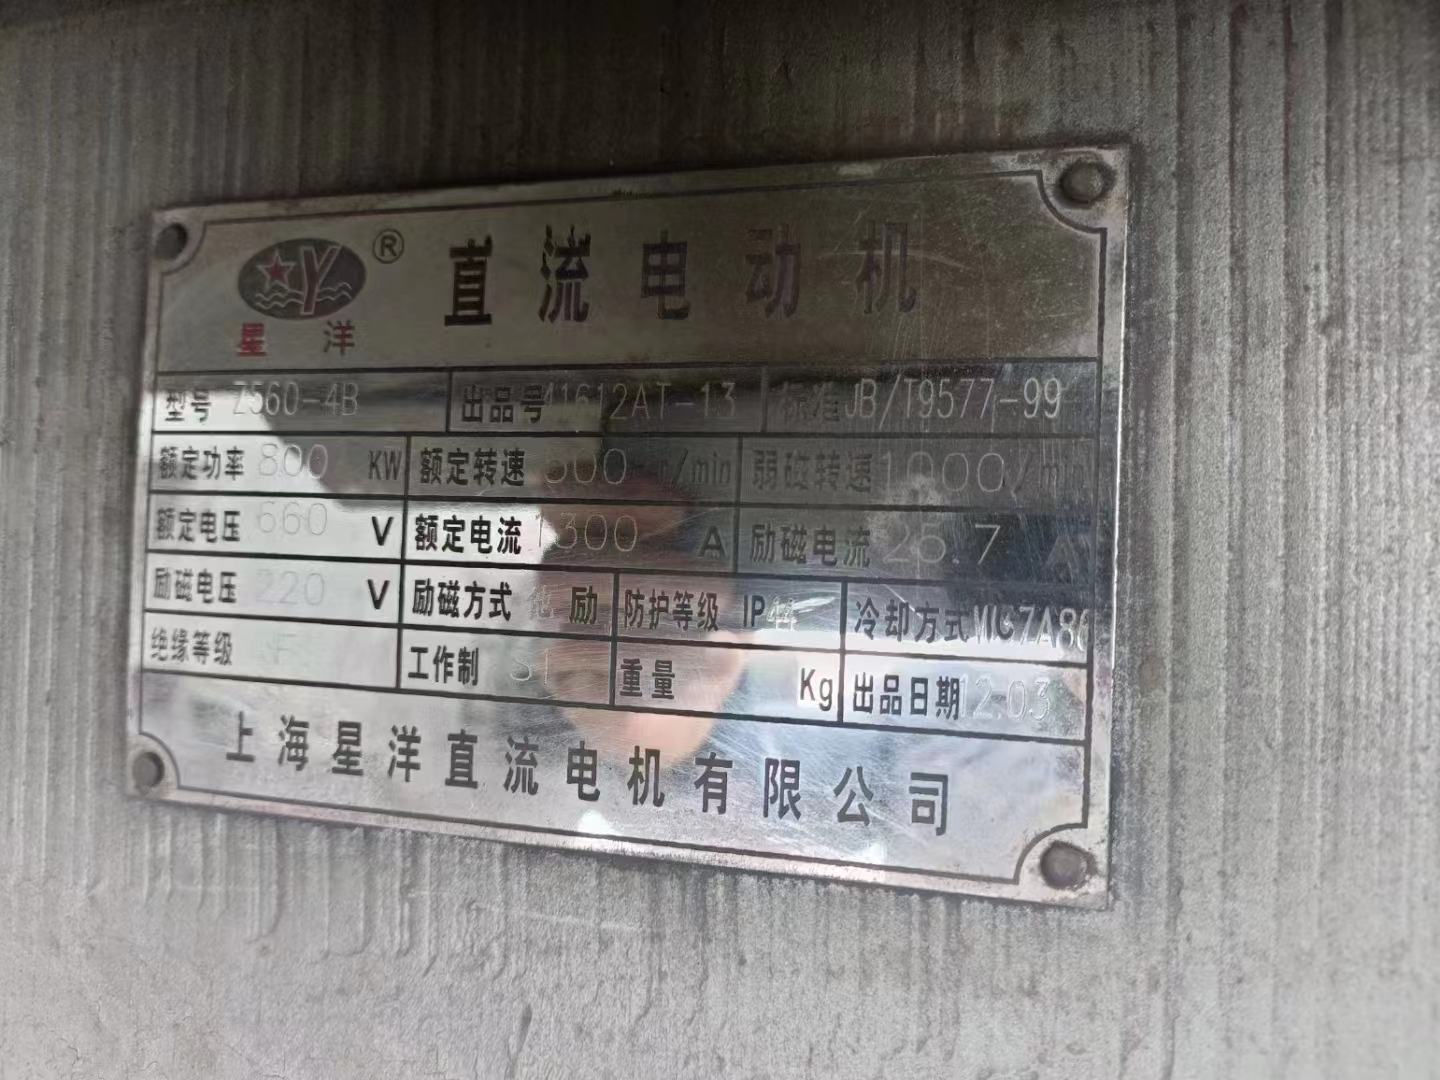 ® 直流电动机
星洋
型号 Z560-4B 出品号 41612AT-13 标准 JB/T9577-99
额定功率 800 KW 额定转速 500 r/min 弱磁转速 1000 r/min
额定电压 660 V 额定电流 1300 A 励磁电流 25.7 A
励磁电压 220 V 励磁方式 他励 防护等级 IP44 冷却方式
绝缘等级 F 工作制 S1 重量 Kg 出品日期 12.03
上海星洋直流电机有限公司